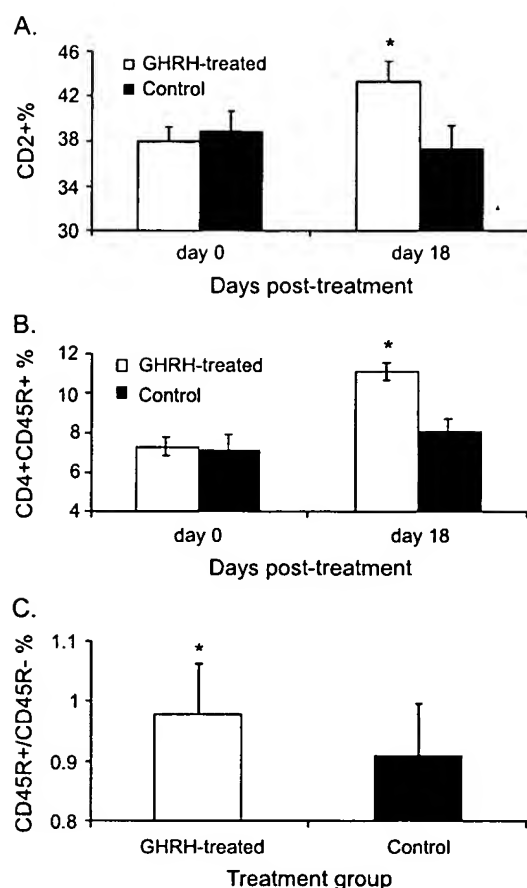 A.
CD2+%
46
42
38
34
30
GHRH-treated
Control
*
day 0
day 18
Days post-treatment
B.
CD4+CD45R+ %
12
10
8
6
4
GHRH-treated
Control
*
day 0
day 18
Days post-treatment
C.
CD45R+/CD45R- %
1.1
1
0.9
0.8
*
GHRH-treated
Control
Treatment group